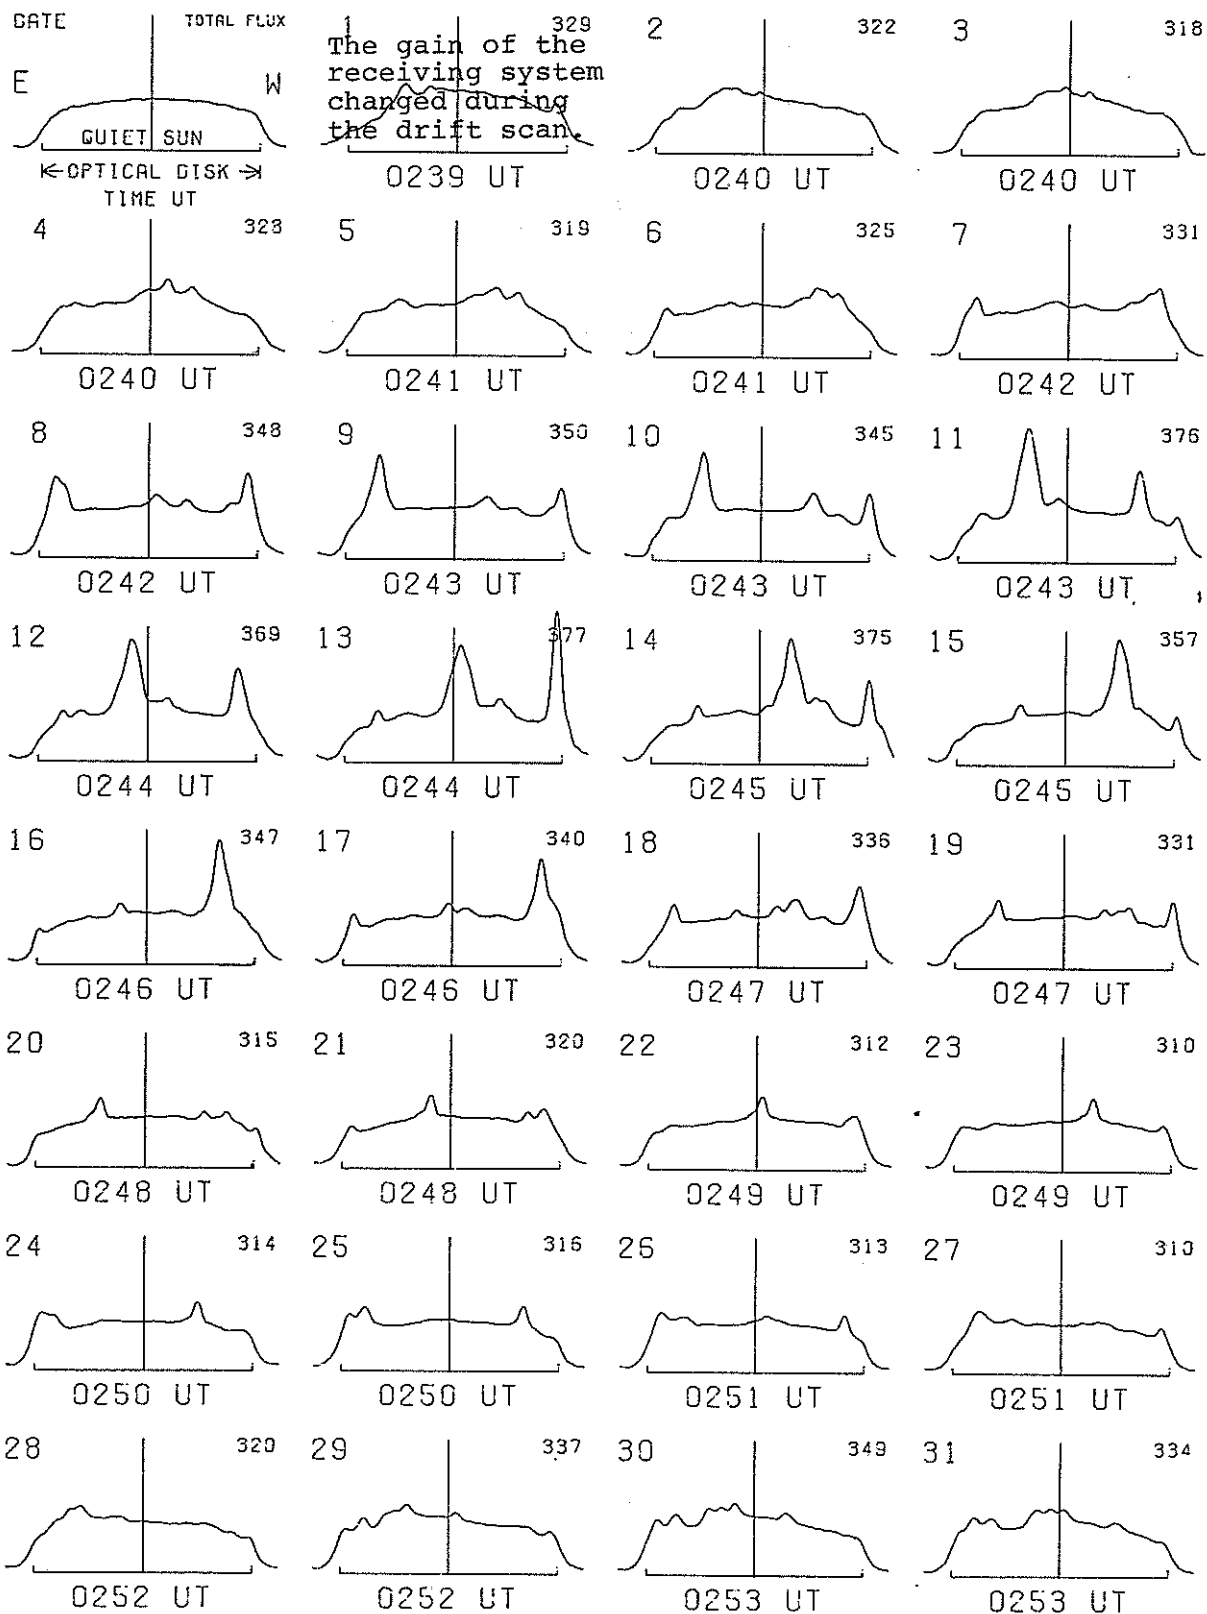 DATE TOTAL FLUX
E W
QUIET SUN
OPTICAL DISK
TIME UT
1 329
The gain of the
receiving system
changed during
the drift scan.
0239 UT
2 322
0240 UT
3 318
0240 UT
4 323
0240 UT
5 319
0241 UT
6 325
0241 UT
7 331
0242 UT
8 348
0242 UT
9 350
0243 UT
10 345
0243 UT
11 376
0243 UT
12 369
0244 UT
13 377
0244 UT
14 375
0245 UT
15 357
0245 UT
16 347
0246 UT
17 340
0246 UT
18 336
0247 UT
19 331
0247 UT
20 315
0248 UT
21 320
0248 UT
22 312
0249 UT
23 310
0249 UT
24 314
0250 UT
25 316
0250 UT
26 313
0251 UT
27 310
0251 UT
28 320
0252 UT
29 337
0252 UT
30 349
0253 UT
31 334
0253 UT